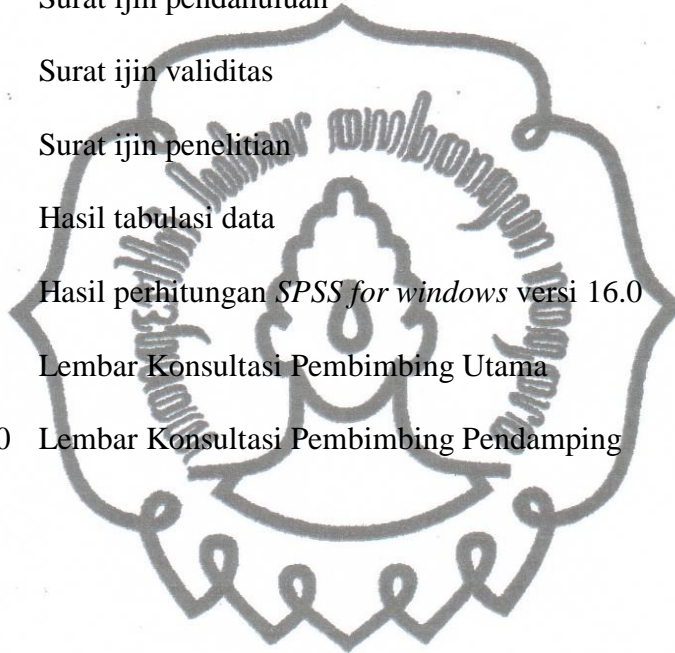 Surat ijin pendahuluan
Surat ijin validitas
Surat ijin penelitian
Hasil tabulasi data
Hasil perhitungan SPSS for windows versi 16.0
Lembar Konsultasi Pembimbing Utama
0 Lembar Konsultasi Pembimbing Pendamping